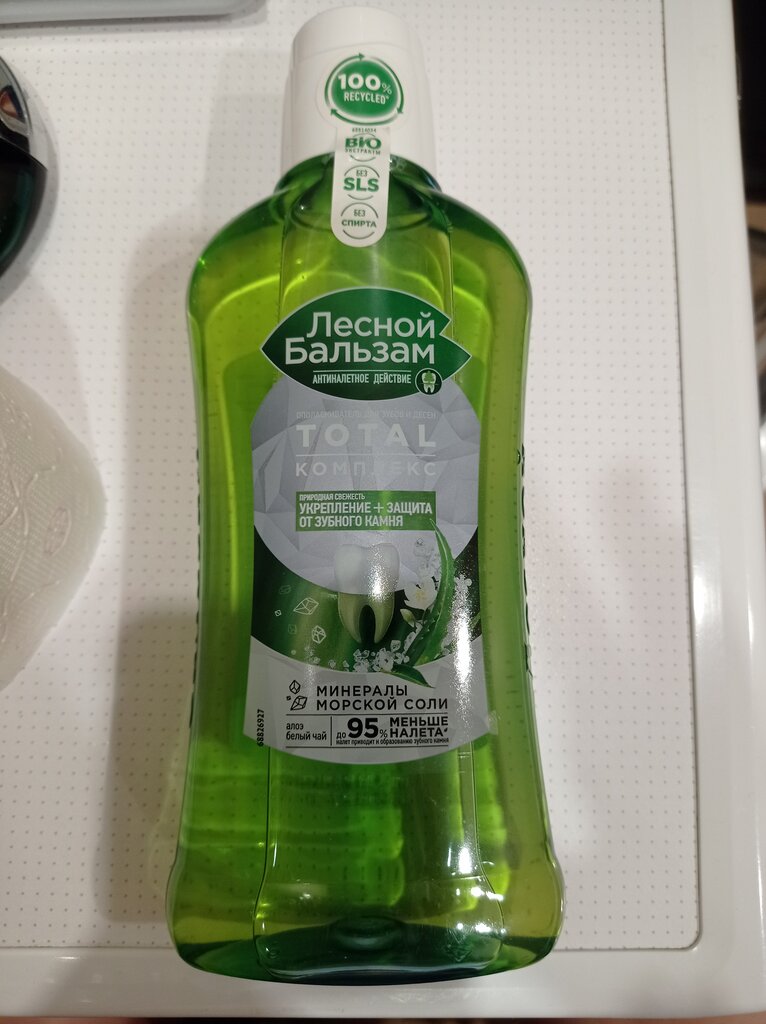 100%
RECYCLED*
68824034
BIO
ЭКСТРАКТЫ
БЕЗ
SLS
БЕЗ
СПИРТА
Лесной
Бальзам
АНТИНАЛЕТНОЕ ДЕЙСТВИЕ
ОПОЛАСКИВАТЕЛЬ ДЛЯ ЗУБОВ И ДЕСЕН
TOTAL
КОМПЛЕКС
ПРИРОДНАЯ СВЕЖЕСТЬ
УКРЕПЛЕНИЕ + ЗАЩИТА
ОТ ЗУБНОГО КАМНЯ
МИНЕРАЛЫ
МОРСКОЙ СОЛИ
алоэ
белый чай
до 95% МЕНЬШЕ
НАЛЕТА*
налет приводит к образованию зубного камня
68826927